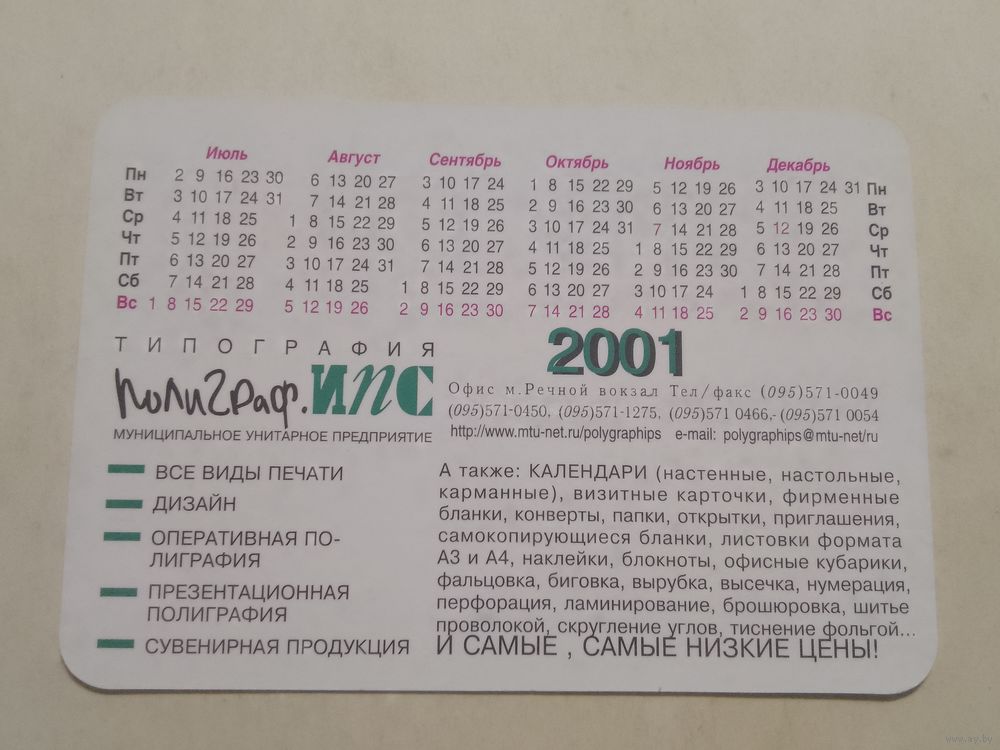 Июль Август Сентябрь Октябрь Ноябрь Декабрь
Пн 2 9 16 23 30 6 13 20 27 3 10 17 24 1 8 15 22 29 5 12 19 26 3 10 17 24 31 Пн
Вт 3 10 17 24 31 7 14 21 28 4 11 18 25 2 9 16 23 30 6 13 20 27 4 11 18 25 Вт
Ср 4 11 18 25 1 8 15 22 29 5 12 19 26 3 10 17 24 31 7 14 21 28 5 12 19 26 Ср
Чт 5 12 19 26 2 9 16 23 30 6 13 20 27 4 11 18 25 1 8 15 22 29 6 13 20 27 Чт
Пт 6 13 20 27 3 10 17 24 31 7 14 21 28 5 12 19 26 2 9 16 23 30 7 14 21 28 Пт
Сб 7 14 21 28 4 11 18 25 1 8 15 22 29 6 13 20 27 3 10 17 24 1 8 15 22 29 Сб
Вс 1 8 15 22 29 5 12 19 26 2 9 16 23 30 7 14 21 28 4 11 18 25 2 9 16 23 30 Вс
ТИПОГРАФИЯ
ПОЛИГРАФ.ИПС
МУНИЦИПАЛЬНОЕ УНИТАРНОЕ ПРЕДПРИЯТИЕ
2001
Офис м.Речной вокзал Тел/факс (095)571-0049
(095)571-0450, (095)571-1275, (095)571 0466,- (095)571 0054
http://www.mtu-net.ru/polygraphips e-mail: polygraphips@mtu-net/ru
ВСЕ ВИДЫ ПЕЧАТИ
ДИЗАЙН
ОПЕРАТИВНАЯ ПО-
ЛИГРАФИЯ
ПРЕЗЕНТАЦИОННАЯ
ПОЛИГРАФИЯ
СУВЕНИРНАЯ ПРОДУКЦИЯ
А также: КАЛЕНДАРИ (настенные, настольные,
карманные), визитные карточки, фирменные
бланки, конверты, папки, открытки, приглашения,
самокопирующиеся бланки, листовки формата
А3 и А4, наклейки, блокноты, офисные кубарики,
фальцовка, биговка, вырубка, высечка, нумерация,
перфорация, ламинирование, брошюровка, шитье
проволокой, скругление углов, тиснение фольгой...
И САМЫЕ , САМЫЕ НИЗКИЕ ЦЕНЫ!
www.ay.by